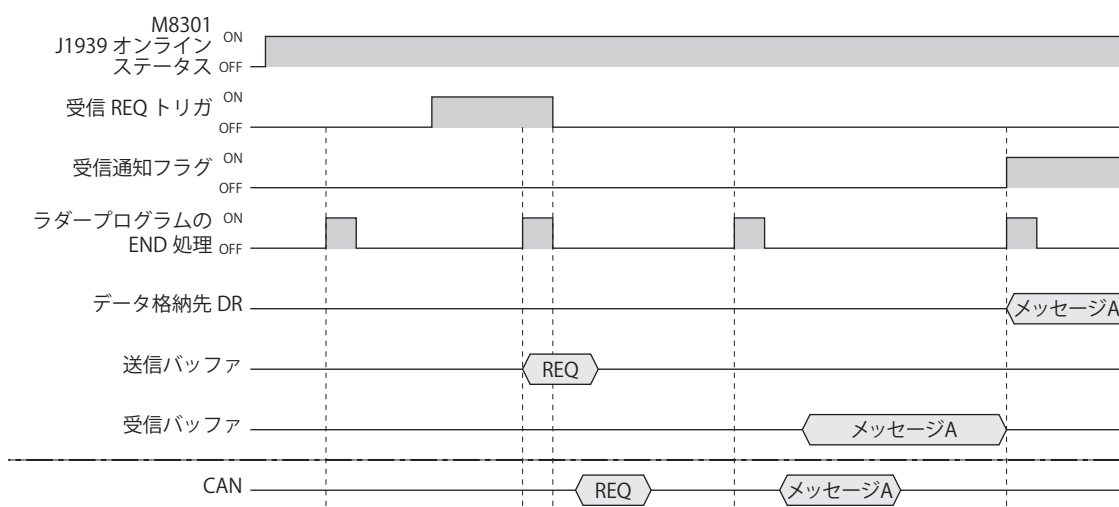 M8301
J1939 オンライン
ステータス
ON
OFF
受信 REQ トリガ
ON
OFF
受信通知フラグ
ON
OFF
ラダープログラムの
END 処理
ON
OFF
データ格納先 DR
メッセージA
送信バッファ
REQ
受信バッファ
メッセージA
CAN
REQ
メッセージA